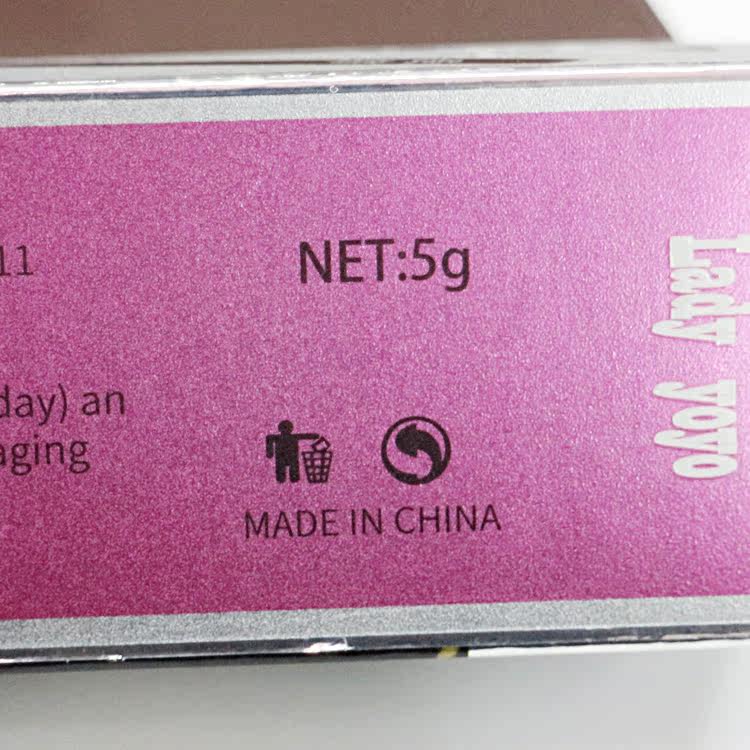 11
NET:5g
day) an
aging
MADE IN CHINA
Lady yoyo